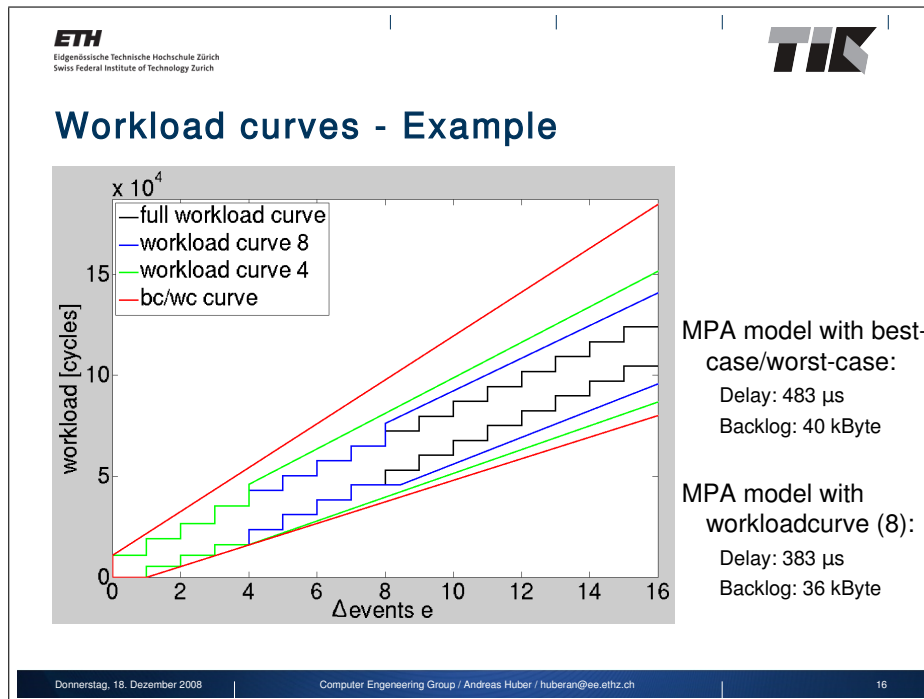 ETH
Eidgenössische Technische Hochschule Zürich
Swiss Federal Institute of Technology Zurich
TIK
Workload curves - Example
x 10^4
full workload curve
workload curve 8
workload curve 4
bc/wc curve
workload [cycles]
15
10
5
0
0 2 4 6 8 10 12 14 16
Δevents e
MPA model with best-
case/worst-case:
Delay: 483 µs
Backlog: 40 kByte
MPA model with
workloadcurve (8):
Delay: 383 µs
Backlog: 36 kByte
Donnerstag, 18. Dezember 2008
Computer Engeneering Group / Andreas Huber / huberan@ee.ethz.ch
16